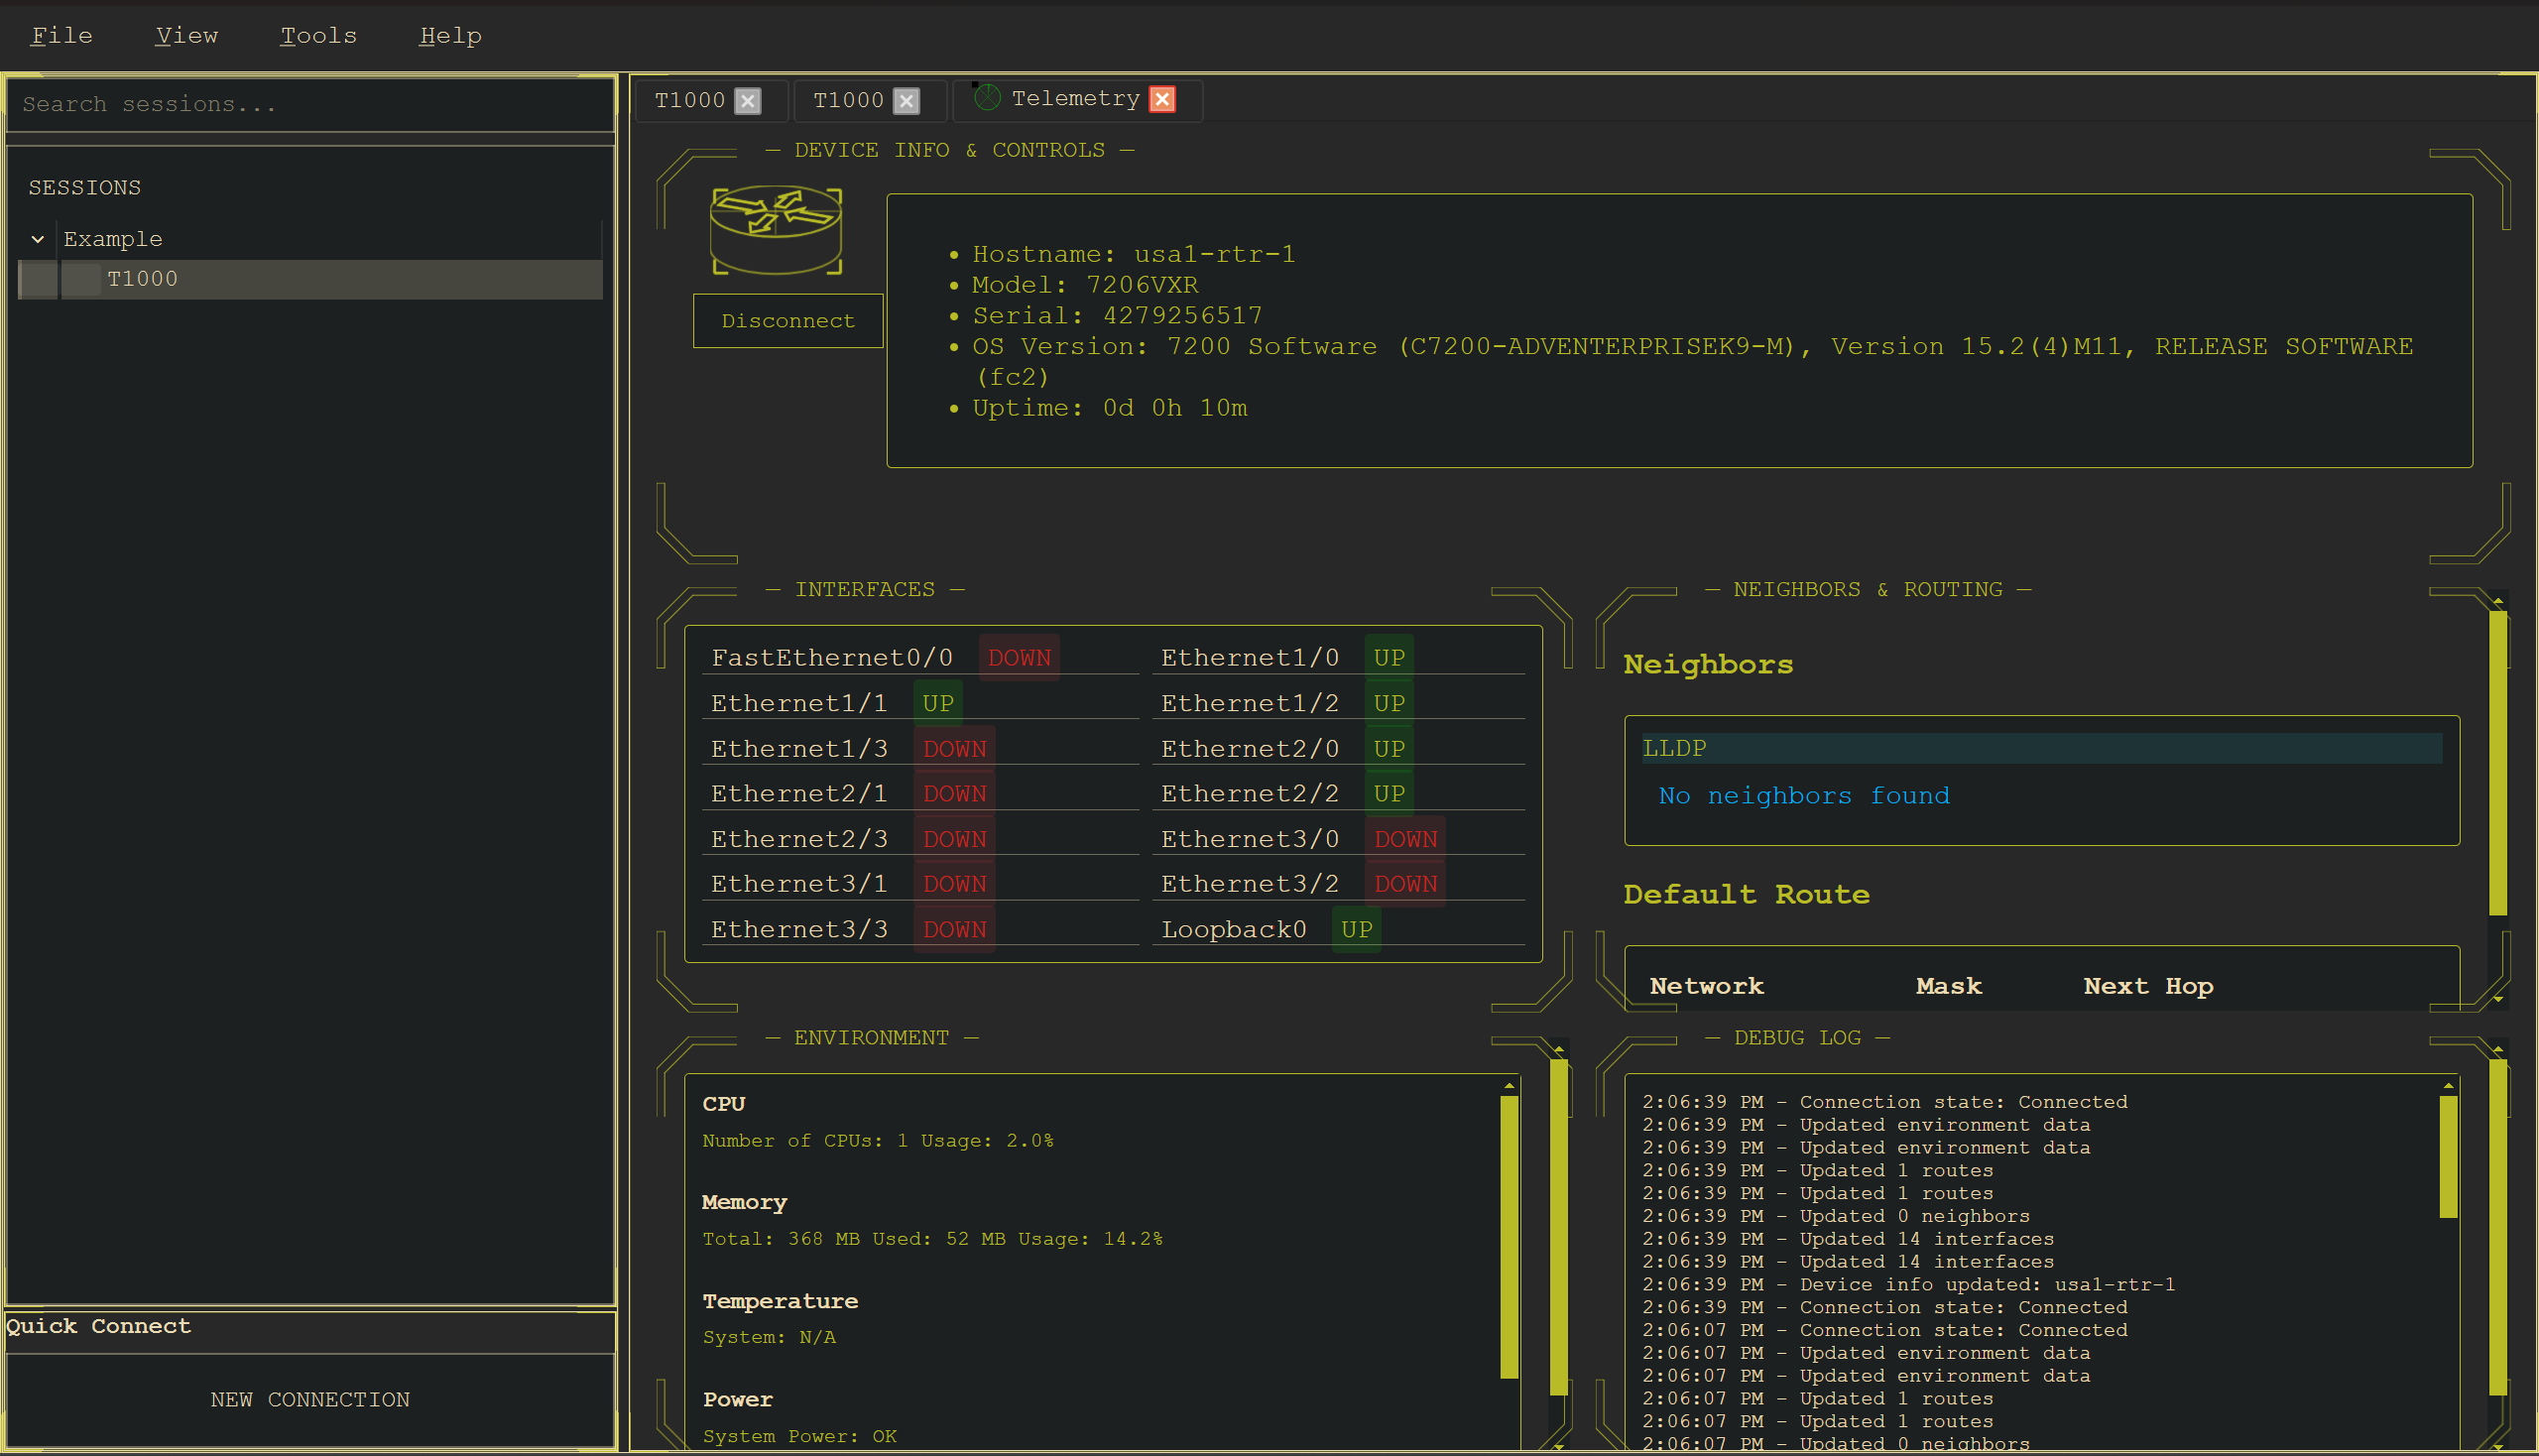 File View Tools Help
Search sessions...
SESSIONS
Example
T1000
Quick Connect
NEW CONNECTION
T1000 T1000 Telemetry
— DEVICE INFO & CONTROLS —
Disconnect
• Hostname: usa1-rtr-1
• Model: 7206VXR
• Serial: 4279256517
• OS Version: 7200 Software (C7200-ADVENTERPRISEK9-M), Version 15.2(4)M11, RELEASE SOFTWARE
(fc2)
• Uptime: 0d 0h 10m
— INTERFACES —
FastEthernet0/0 DOWN Ethernet1/0 UP
Ethernet1/1 UP Ethernet1/2 UP
Ethernet1/3 DOWN Ethernet2/0 UP
Ethernet2/1 DOWN Ethernet2/2 UP
Ethernet2/3 DOWN Ethernet3/0 DOWN
Ethernet3/1 DOWN Ethernet3/2 DOWN
Ethernet3/3 DOWN Loopback0 UP
— NEIGHBORS & ROUTING —
Neighbors
LLDP
No neighbors found
Default Route
Network Mask Next Hop
— ENVIRONMENT —
CPU
Number of CPUs: 1 Usage: 2.0%
Memory
Total: 368 MB Used: 52 MB Usage: 14.2%
Temperature
System: N/A
Power
System Power: OK
— DEBUG LOG —
2:06:39 PM - Connection state: Connected
2:06:39 PM - Updated environment data
2:06:39 PM - Updated environment data
2:06:39 PM - Updated 1 routes
2:06:39 PM - Updated 1 routes
2:06:39 PM - Updated 0 neighbors
2:06:39 PM - Updated 14 interfaces
2:06:39 PM - Updated 14 interfaces
2:06:39 PM - Device info updated: usa1-rtr-1
2:06:39 PM - Connection state: Connected
2:06:07 PM - Connection state: Connected
2:06:07 PM - Updated environment data
2:06:07 PM - Updated environment data
2:06:07 PM - Updated 1 routes
2:06:07 PM - Updated 1 routes
2:06:07 PM - Updated 0 neighbors